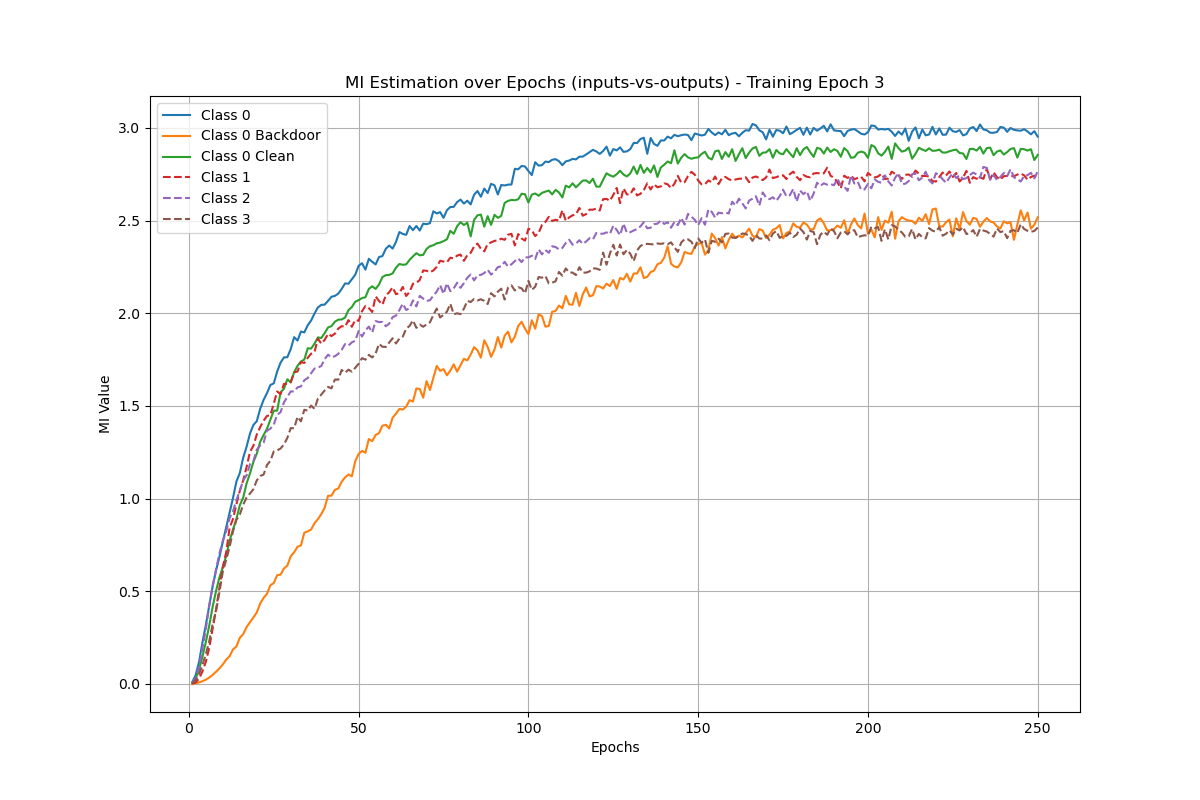 MI Estimation over Epochs (inputs-vs-outputs) - Training Epoch 3
Class 0
Class 0 Backdoor
Class 0 Clean
Class 1
Class 2
Class 3
MI Value
3.0
2.5
2.0
1.5
1.0
0.5
0.0
0 50 100 150 200 250
Epochs